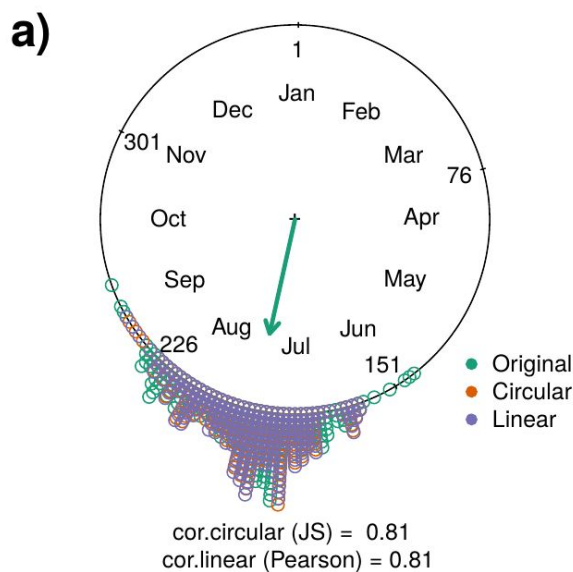 a)
1
Jan
Dec
Feb
301
Nov
Mar
76
Oct
Apr
Sep
May
Aug
Jun
226
Jul
151
Original
Circular
Linear
cor.circular (JS) = 0.81
cor.linear (Pearson) = 0.81